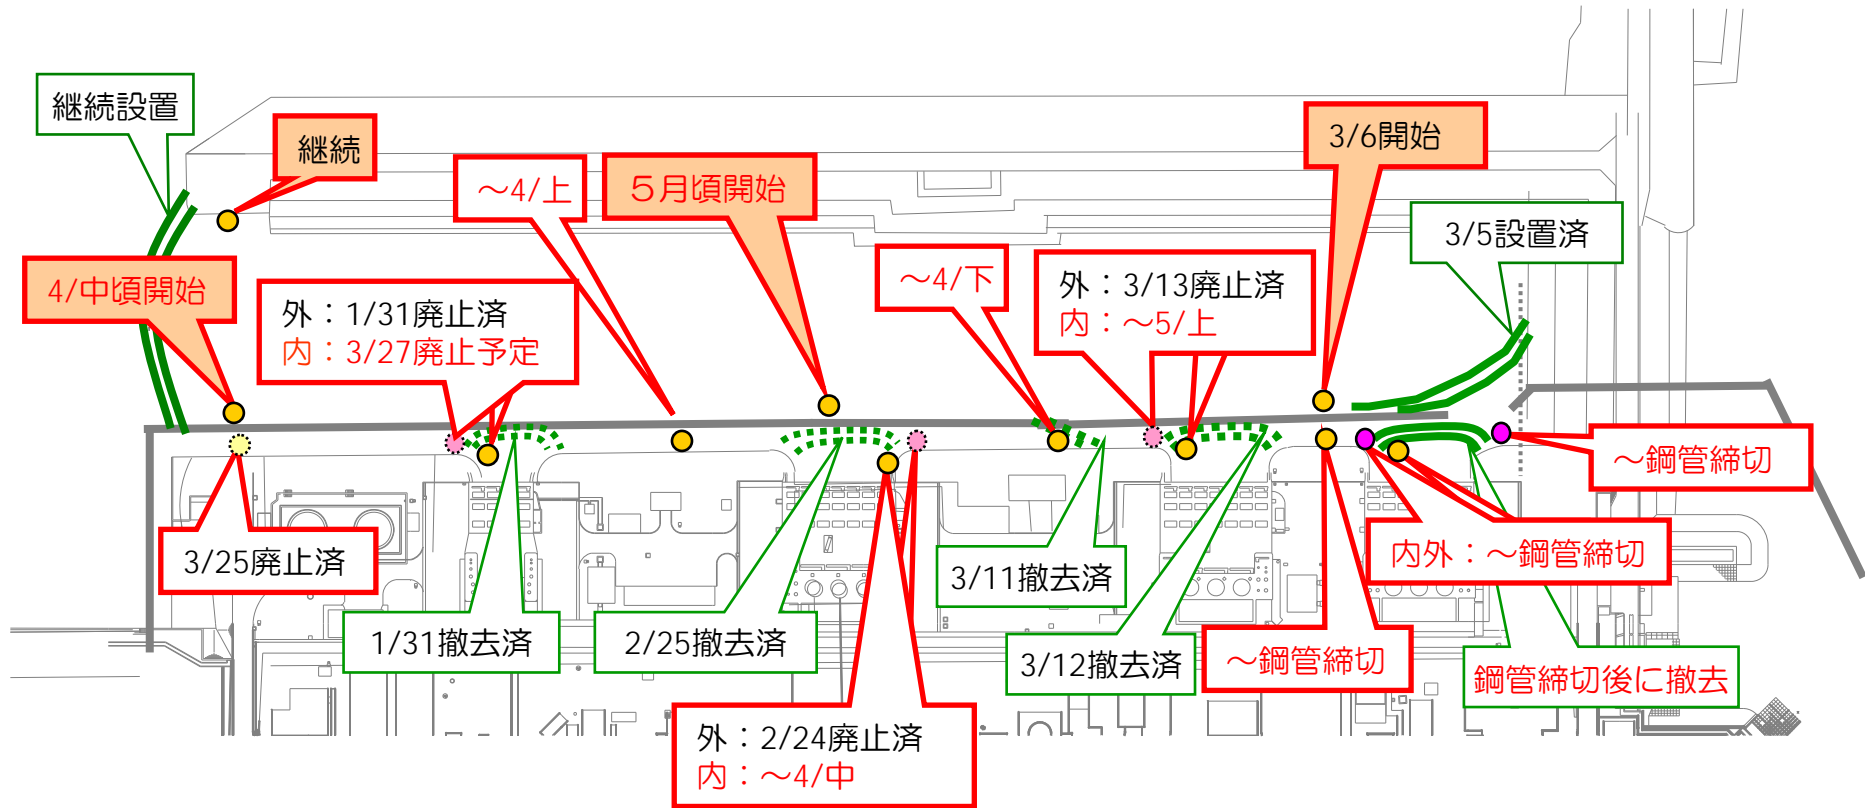 継続設置
継続
3/6開始
～4/上
５月頃開始
3/5設置済
4/中頃開始
～4/下
外：3/13廃止済
内：～5/上
外：1/31廃止済
内：3/27廃止予定
～鋼管締切
内外：～鋼管締切
3/25廃止済
3/11撤去済
1/31撤去済
2/25撤去済
3/12撤去済
～鋼管締切
鋼管締切後に撤去
外：2/24廃止済
内：～4/中